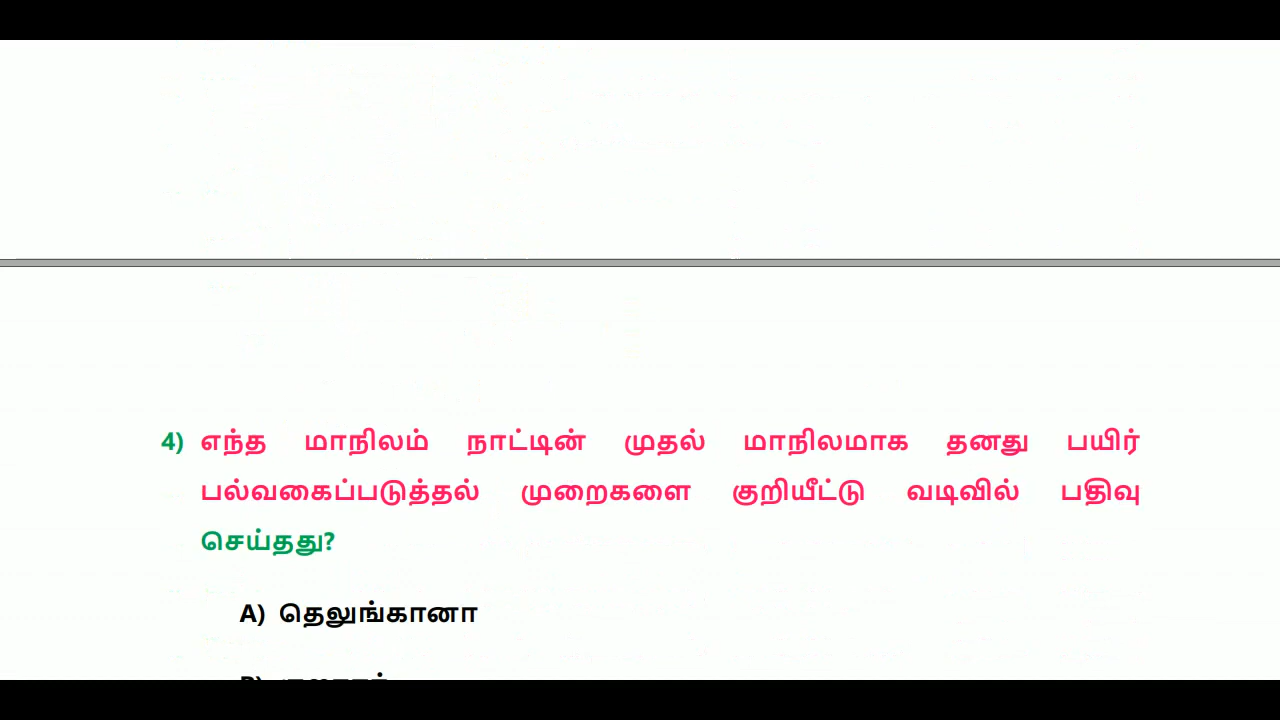 4) எந்த மாநிலம் நாட்டின் முதல் மாநிலமாக தனது பயிர்
பல்வகைப்படுத்தல் முறைகளை குறியீட்டு வடிவில் பதிவு
செய்தது?
A) தெலுங்கானா